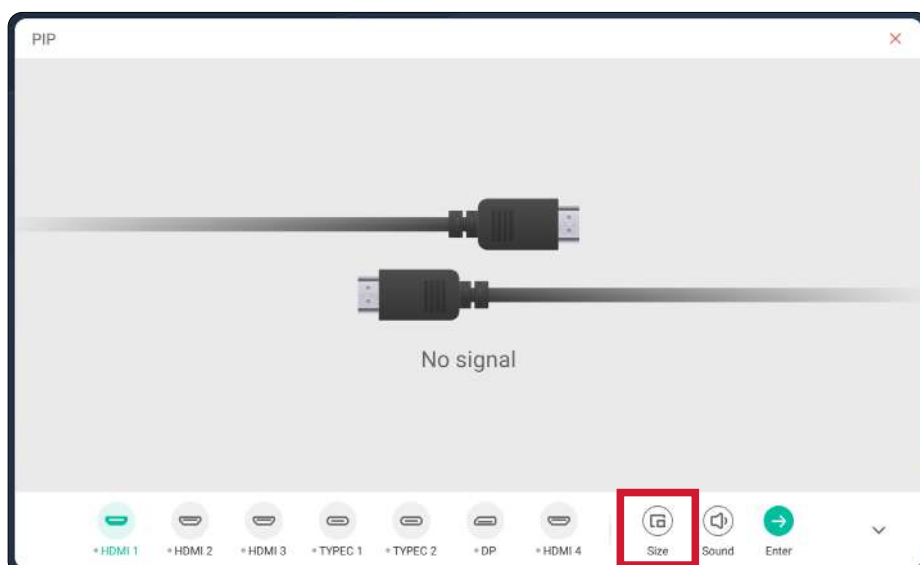 PIP
No signal
HDMI 1 HDMI 2 HDMI 3 TYPEC 1 TYPEC 2 DP HDMI 4 Size Sound Enter